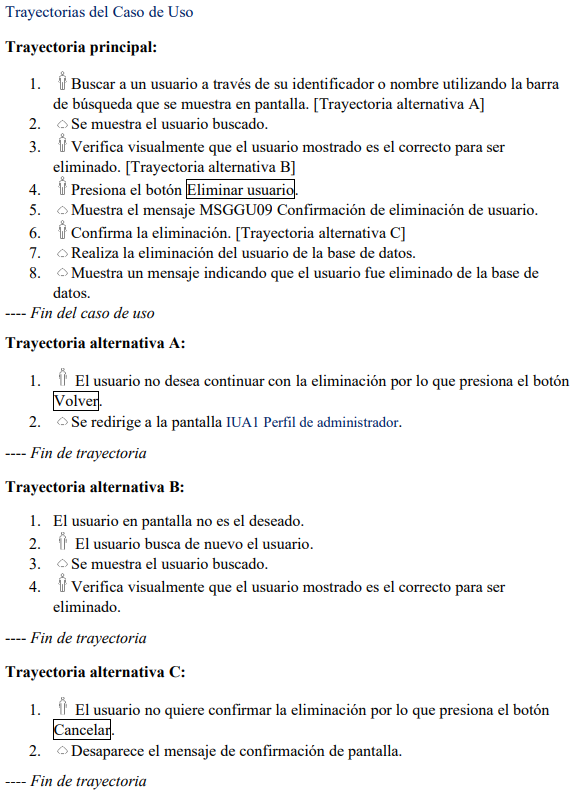 Trayectorias del Caso de Uso
Trayectoria principal:
1. Buscar a un usuario a través de su identificador o nombre utilizando la barra
de búsqueda que se muestra en pantalla. [Trayectoria alternativa A]
2. Se muestra el usuario buscado.
3. Verifica visualmente que el usuario mostrado es el correcto para ser
eliminado. [Trayectoria alternativa B]
4. Presiona el botón Eliminar usuario.
5. Muestra el mensaje MSGGU09 Confirmación de eliminación de usuario.
6. Confirma la eliminación. [Trayectoria alternativa C]
7. Realiza la eliminación del usuario de la base de datos.
8. Muestra un mensaje indicando que el usuario fue eliminado de la base de
datos.
---- Fin del caso de uso
Trayectoria alternativa A:
1. El usuario no desea continuar con la eliminación por lo que presiona el botón
Volver.
2. Se redirige a la pantalla IUA1 Perfil de administrador.
---- Fin de trayectoria
Trayectoria alternativa B:
1. El usuario en pantalla no es el deseado.
2. El usuario busca de nuevo el usuario.
3. Se muestra el usuario buscado.
4. Verifica visualmente que el usuario mostrado es el correcto para ser
eliminado.
---- Fin de trayectoria
Trayectoria alternativa C:
1. El usuario no quiere confirmar la eliminación por lo que presiona el botón
Cancelar.
2. Desaparece el mensaje de confirmación de pantalla.
---- Fin de trayectoria